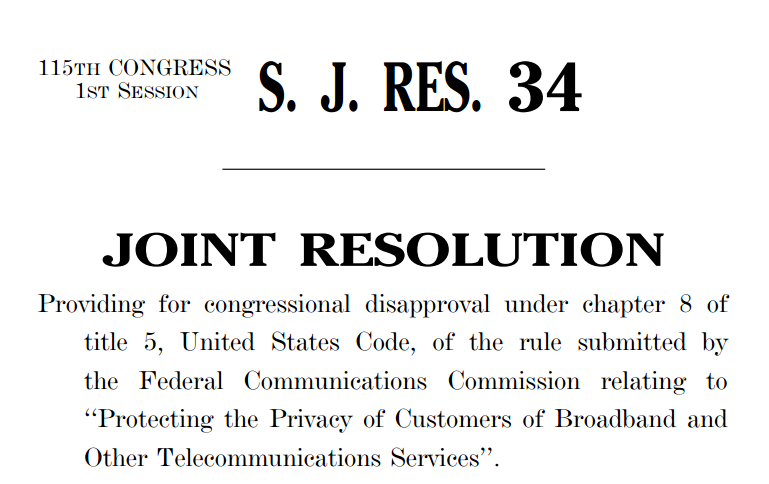 115TH CONGRESS
1ST SESSION
S. J. RES. 34
JOINT RESOLUTION
Providing for congressional disapproval under chapter 8 of
title 5, United States Code, of the rule submitted by
the Federal Communications Commission relating to
‘‘Protecting the Privacy of Customers of Broadband and
Other Telecommunications Services’’.